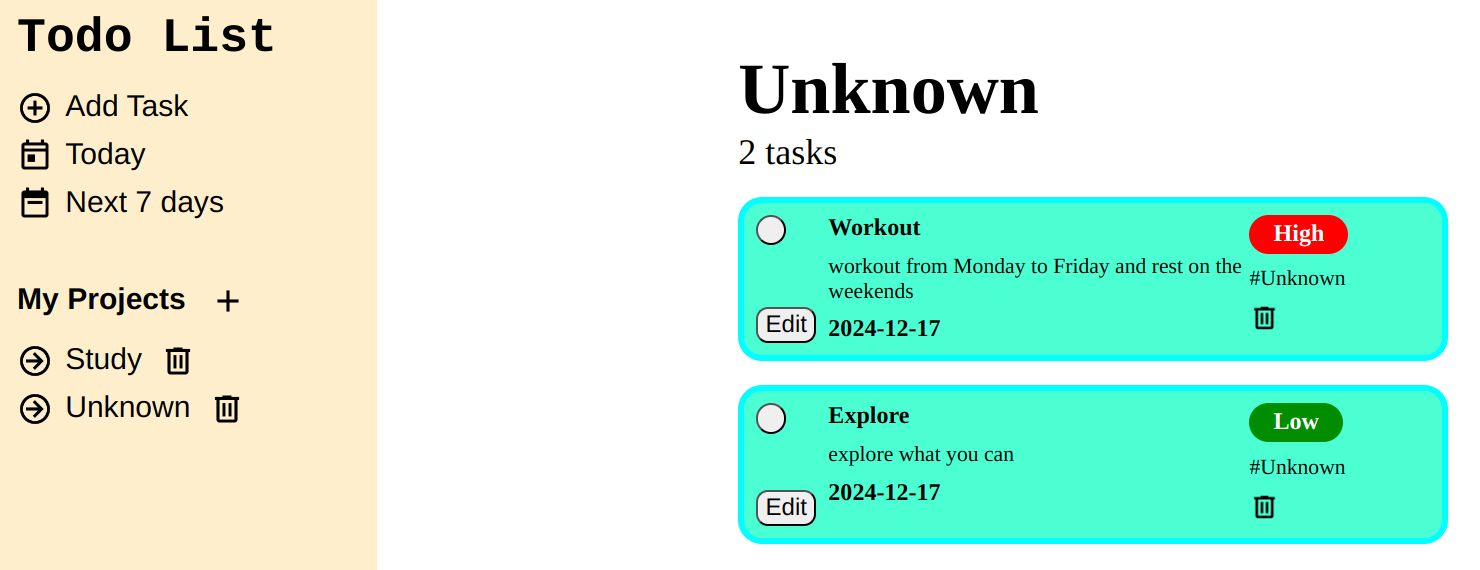 Todo List
Add Task
Today
Next 7 days
My Projects
Study
Unknown
Unknown
2 tasks
Workout
High
workout from Monday to Friday and rest on the
weekends
#Unknown
Edit
2024-12-17
Explore
Low
explore what you can
#Unknown
Edit
2024-12-17